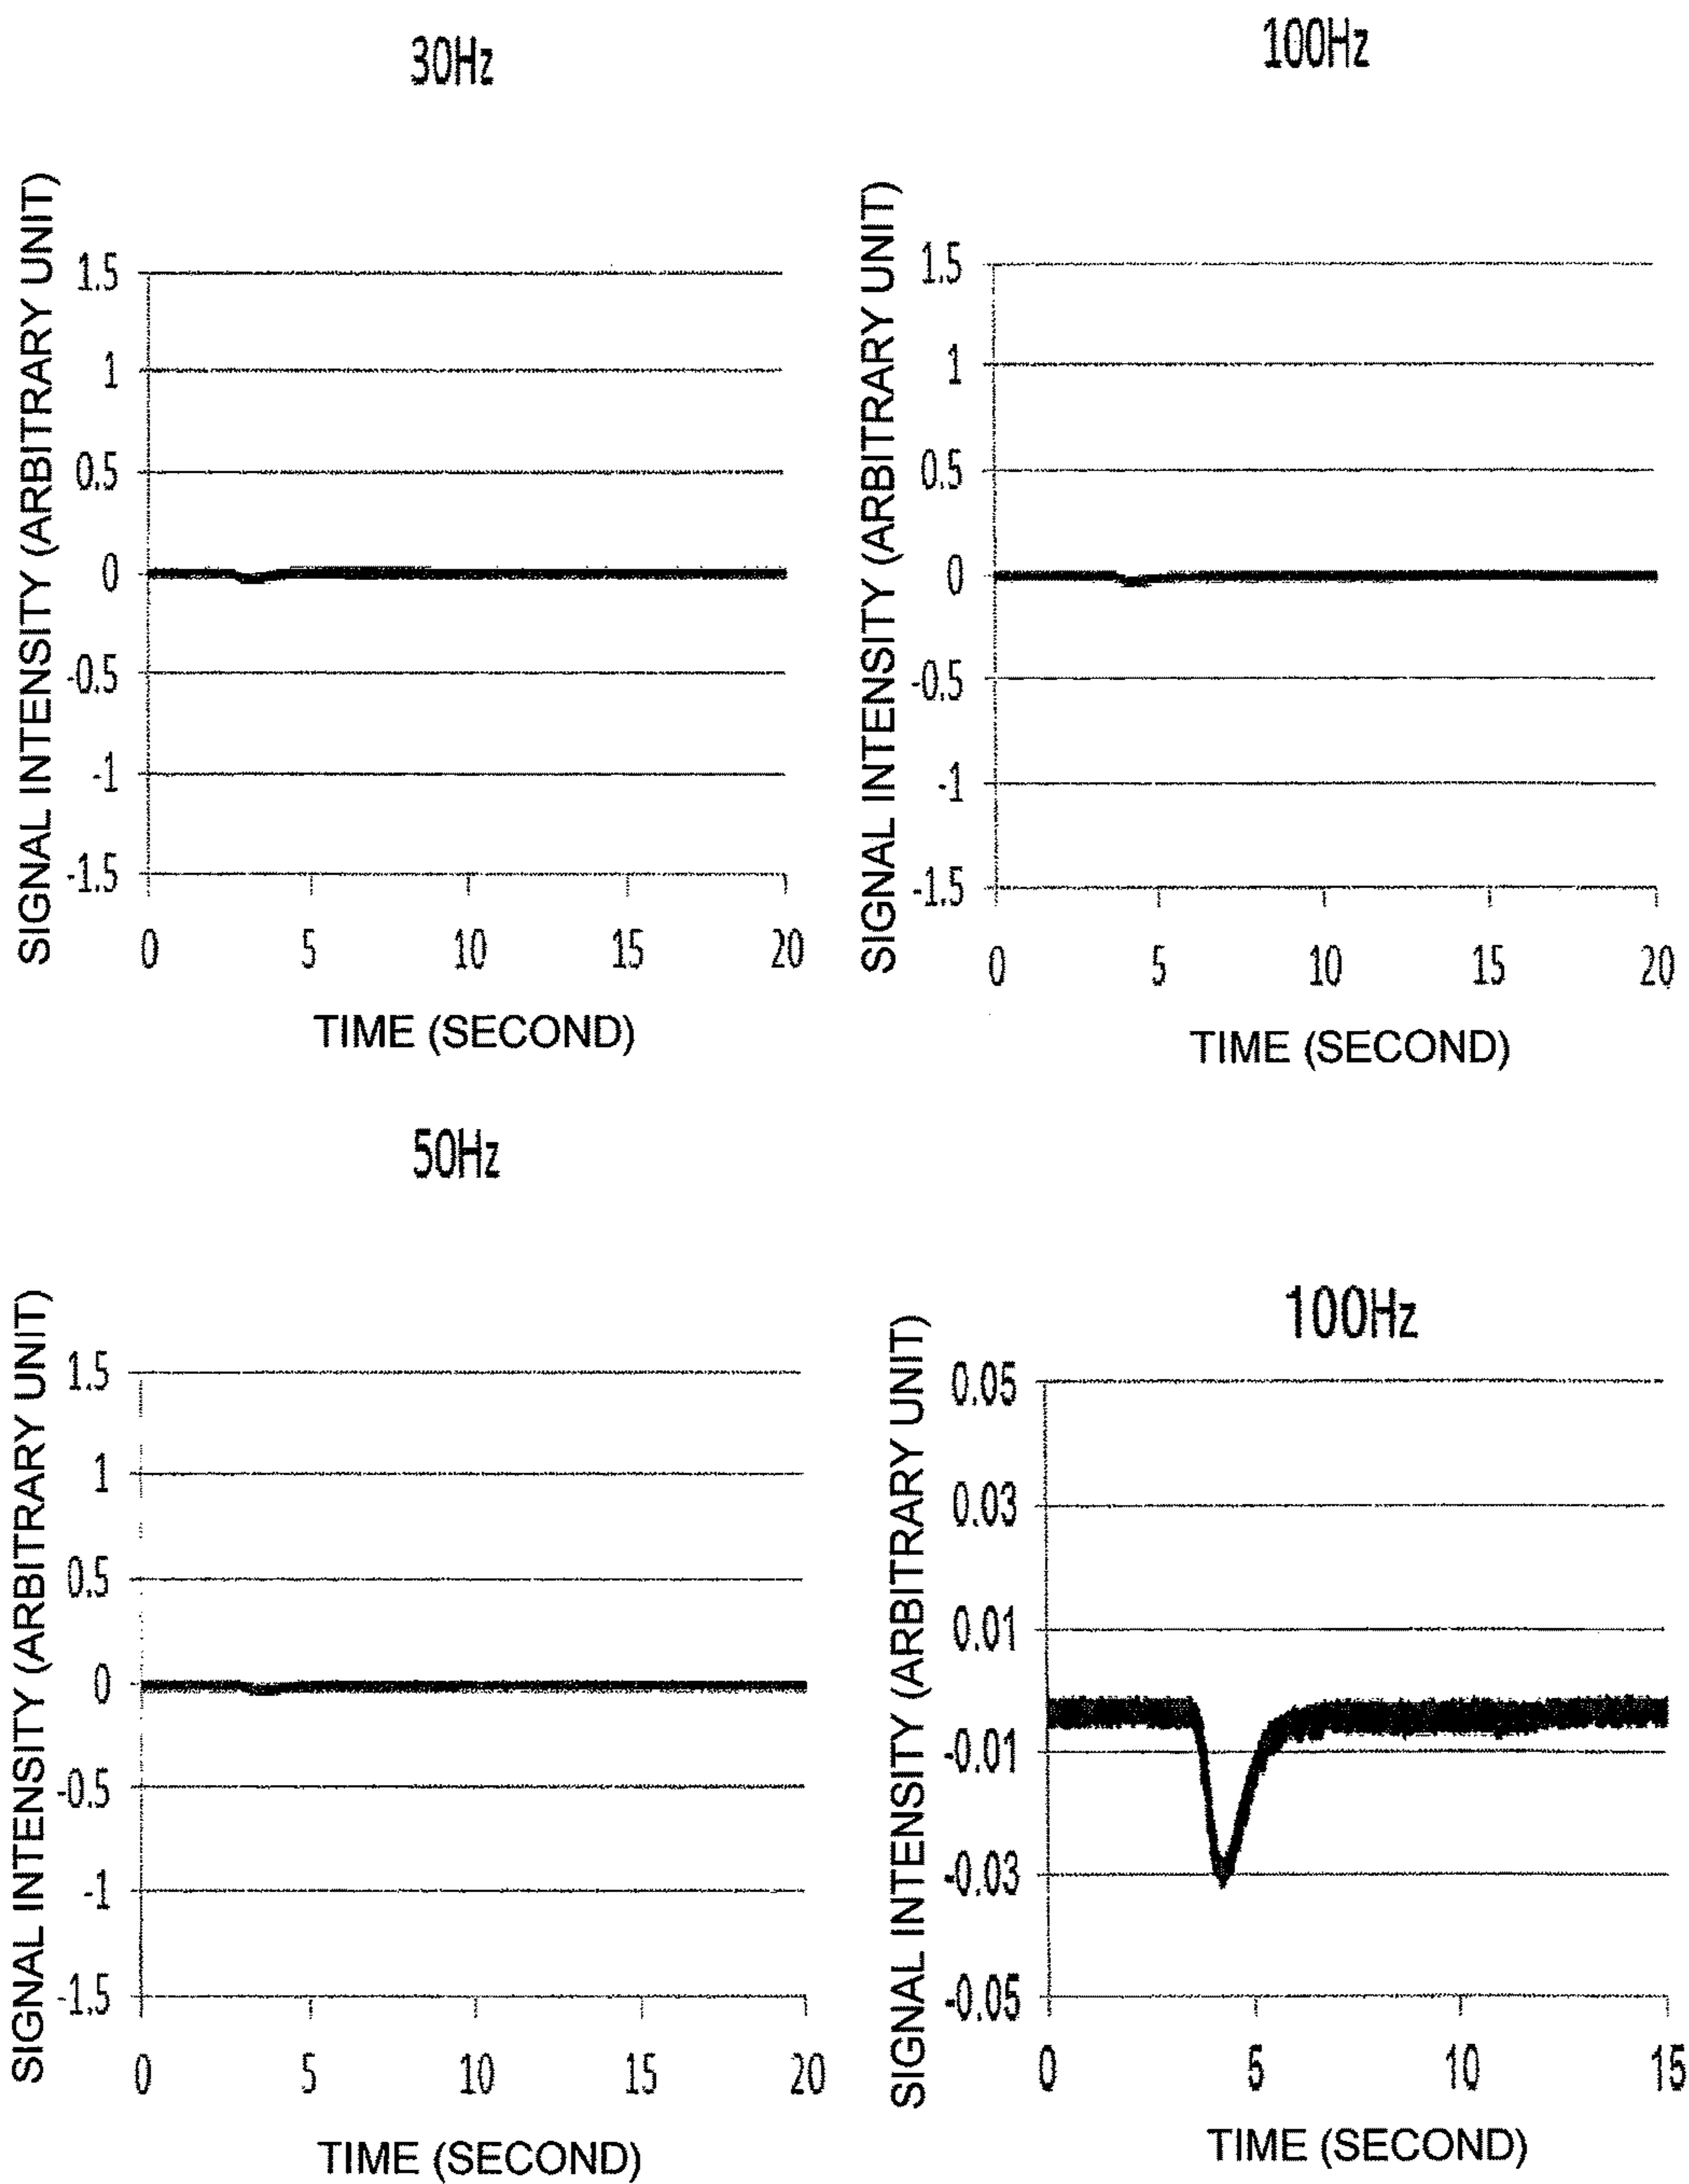 30Hz
SIGNAL INTENSITY (ARBITRARY UNIT)
1.5
1
0.5
0
-0.5
-1
-1.5
0 5 10 15 20
TIME (SECOND)
100Hz
SIGNAL INTENSITY (ARBITRARY UNIT)
1.5
1
0.5
0
-0.5
-1
-1.5
0 5 10 15 20
TIME (SECOND)
50Hz
SIGNAL INTENSITY (ARBITRARY UNIT)
1.5
1
0.5
0
-0.5
-1
-1.5
0 5 10 15 20
TIME (SECOND)
100Hz
SIGNAL INTENSITY (ARBITRARY UNIT)
0.05
0.03
0.01
-0.01
-0.03
-0.05
0 5 10 15
TIME (SECOND)